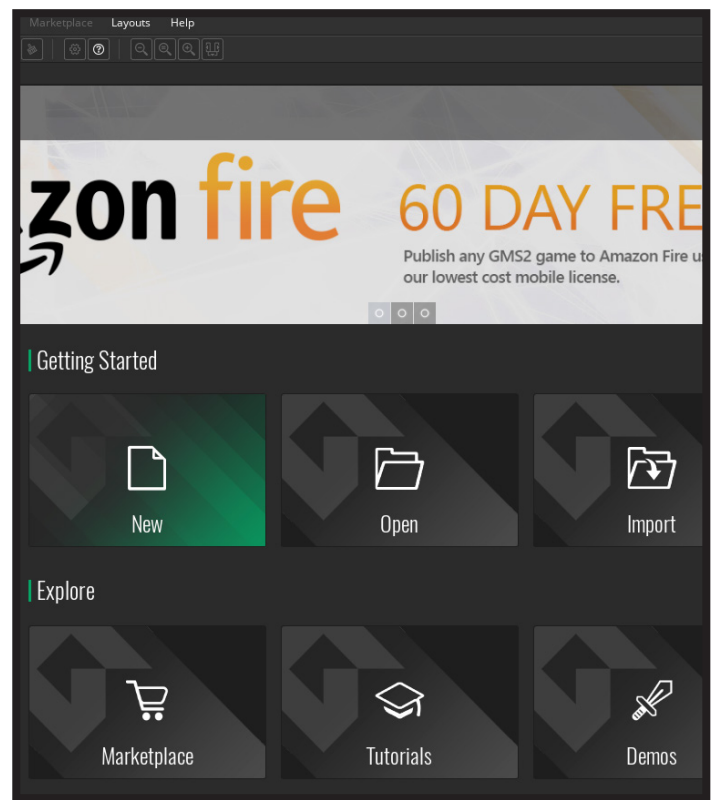 Marketplace Layouts Help
zon fire
60 DAY FRE
Publish any GMS2 game to Amazon Fire u
our lowest cost mobile license.
Getting Started
New Open Import
Explore
Marketplace Tutorials Demos